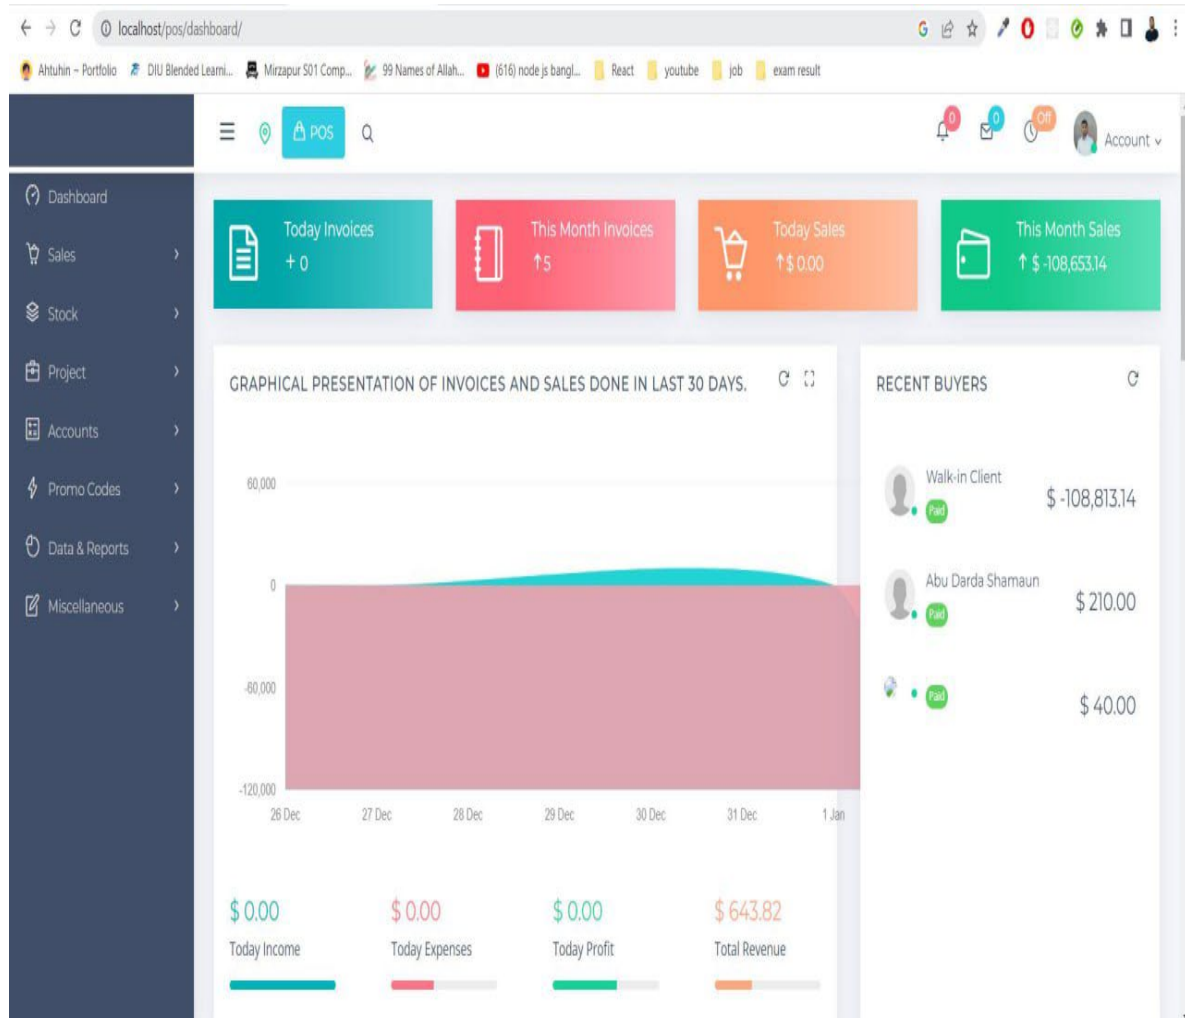 localhost/pos/dashboard/
Ahtuhin – Portfolio DIU Blended Learni... Mirzapur S01 Comp... 99 Names of Allah... (616) node js bangl... React youtube job exam result
POS 0 0 Off Account
Dashboard
Sales
Stock
Project
Accounts
Promo Codes
Data & Reports
Miscellaneous
Today Invoices
+ 0
This Month Invoices
↑5
Today Sales
↑$ 0.00
This Month Sales
↑ $ -108,653.14
GRAPHICAL PRESENTATION OF INVOICES AND SALES DONE IN LAST 30 DAYS.
60,000
0
-60,000
-120,000
26 Dec 27 Dec 28 Dec 29 Dec 30 Dec 31 Dec 1 Jan
RECENT BUYERS
Walk-in Client
Paid
$ -108,813.14
Abu Darda Shamaun
Paid
$ 210.00
Paid
$ 40.00
$ 0.00
Today Income
$ 0.00
Today Expenses
$ 0.00
Today Profit
$ 643.82
Total Revenue